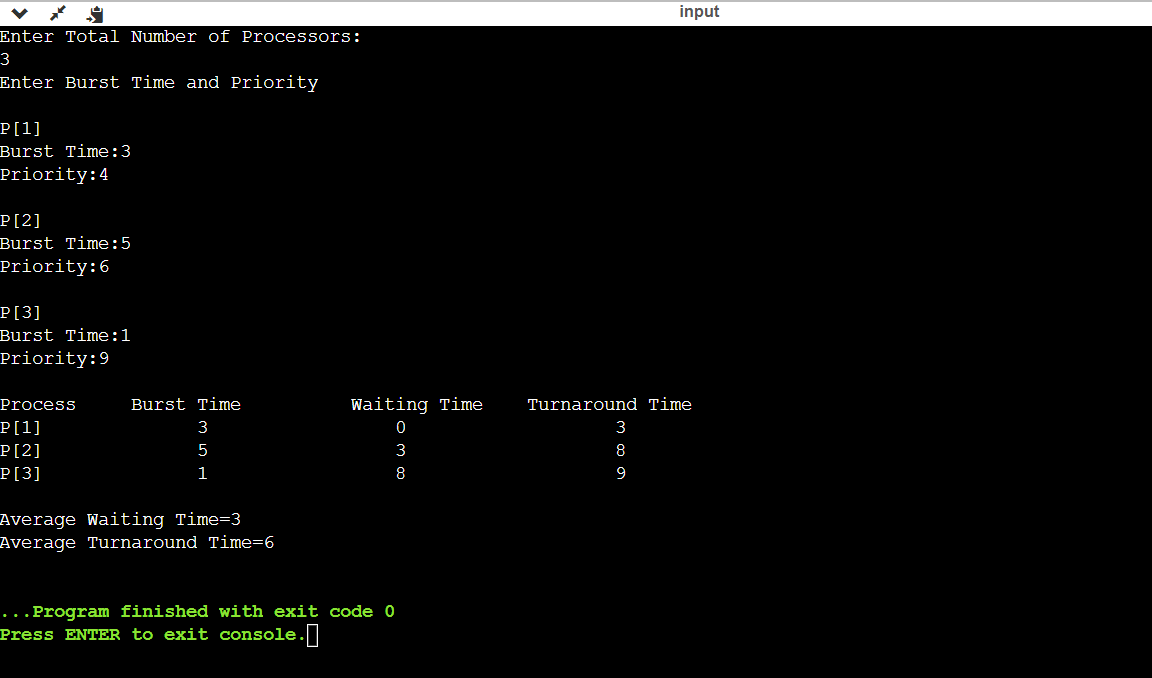 input
Enter Total Number of Processors:
3
Enter Burst Time and Priority
P[1]
Burst Time:3
Priority:4
P[2]
Burst Time:5
Priority:6
P[3]
Burst Time:1
Priority:9
Process Burst Time Waiting Time Turnaround Time
P[1] 3 0 3
P[2] 5 3 8
P[3] 1 8 9
Average Waiting Time=3
Average Turnaround Time=6
...Program finished with exit code 0
Press ENTER to exit console.